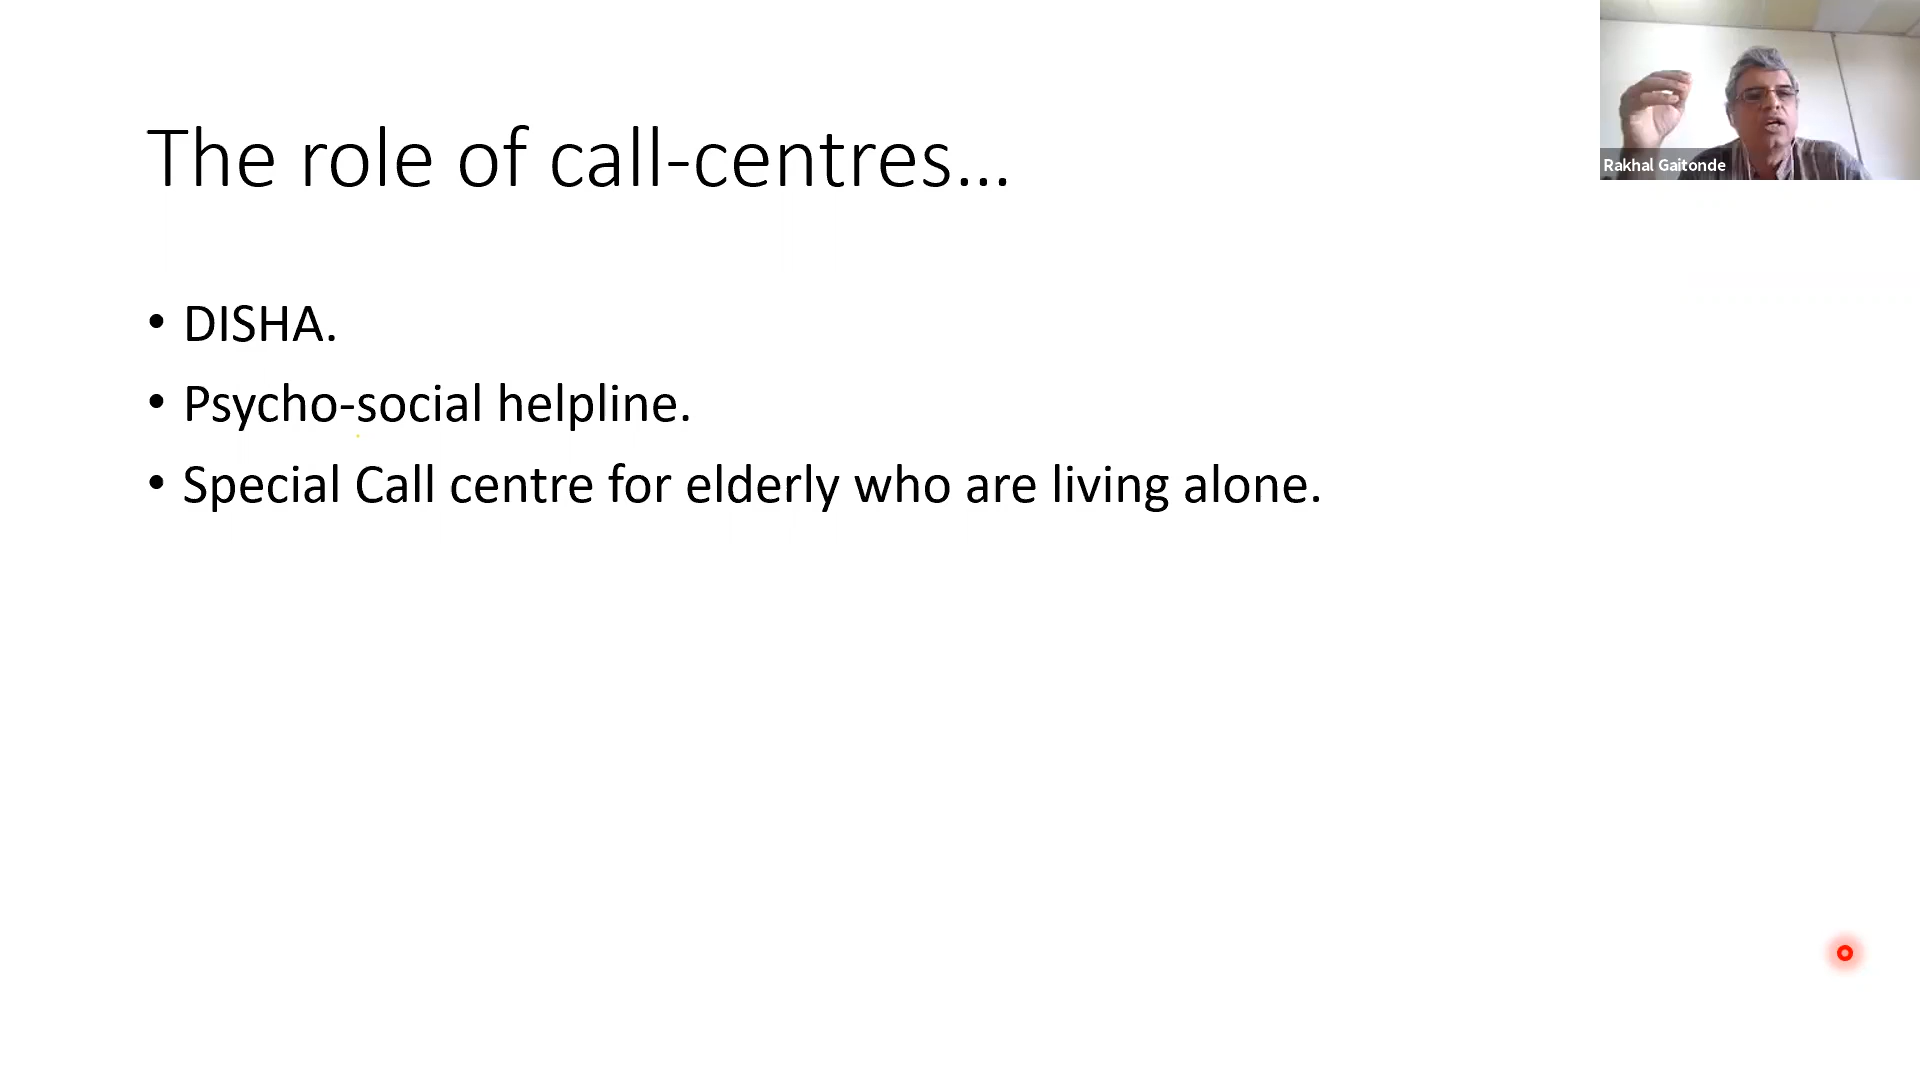 The role of call-centres...
• DISHA.
• Psycho-social helpline.
• Special Call centre for elderly who are living alone.
Rakhal Gaitonde